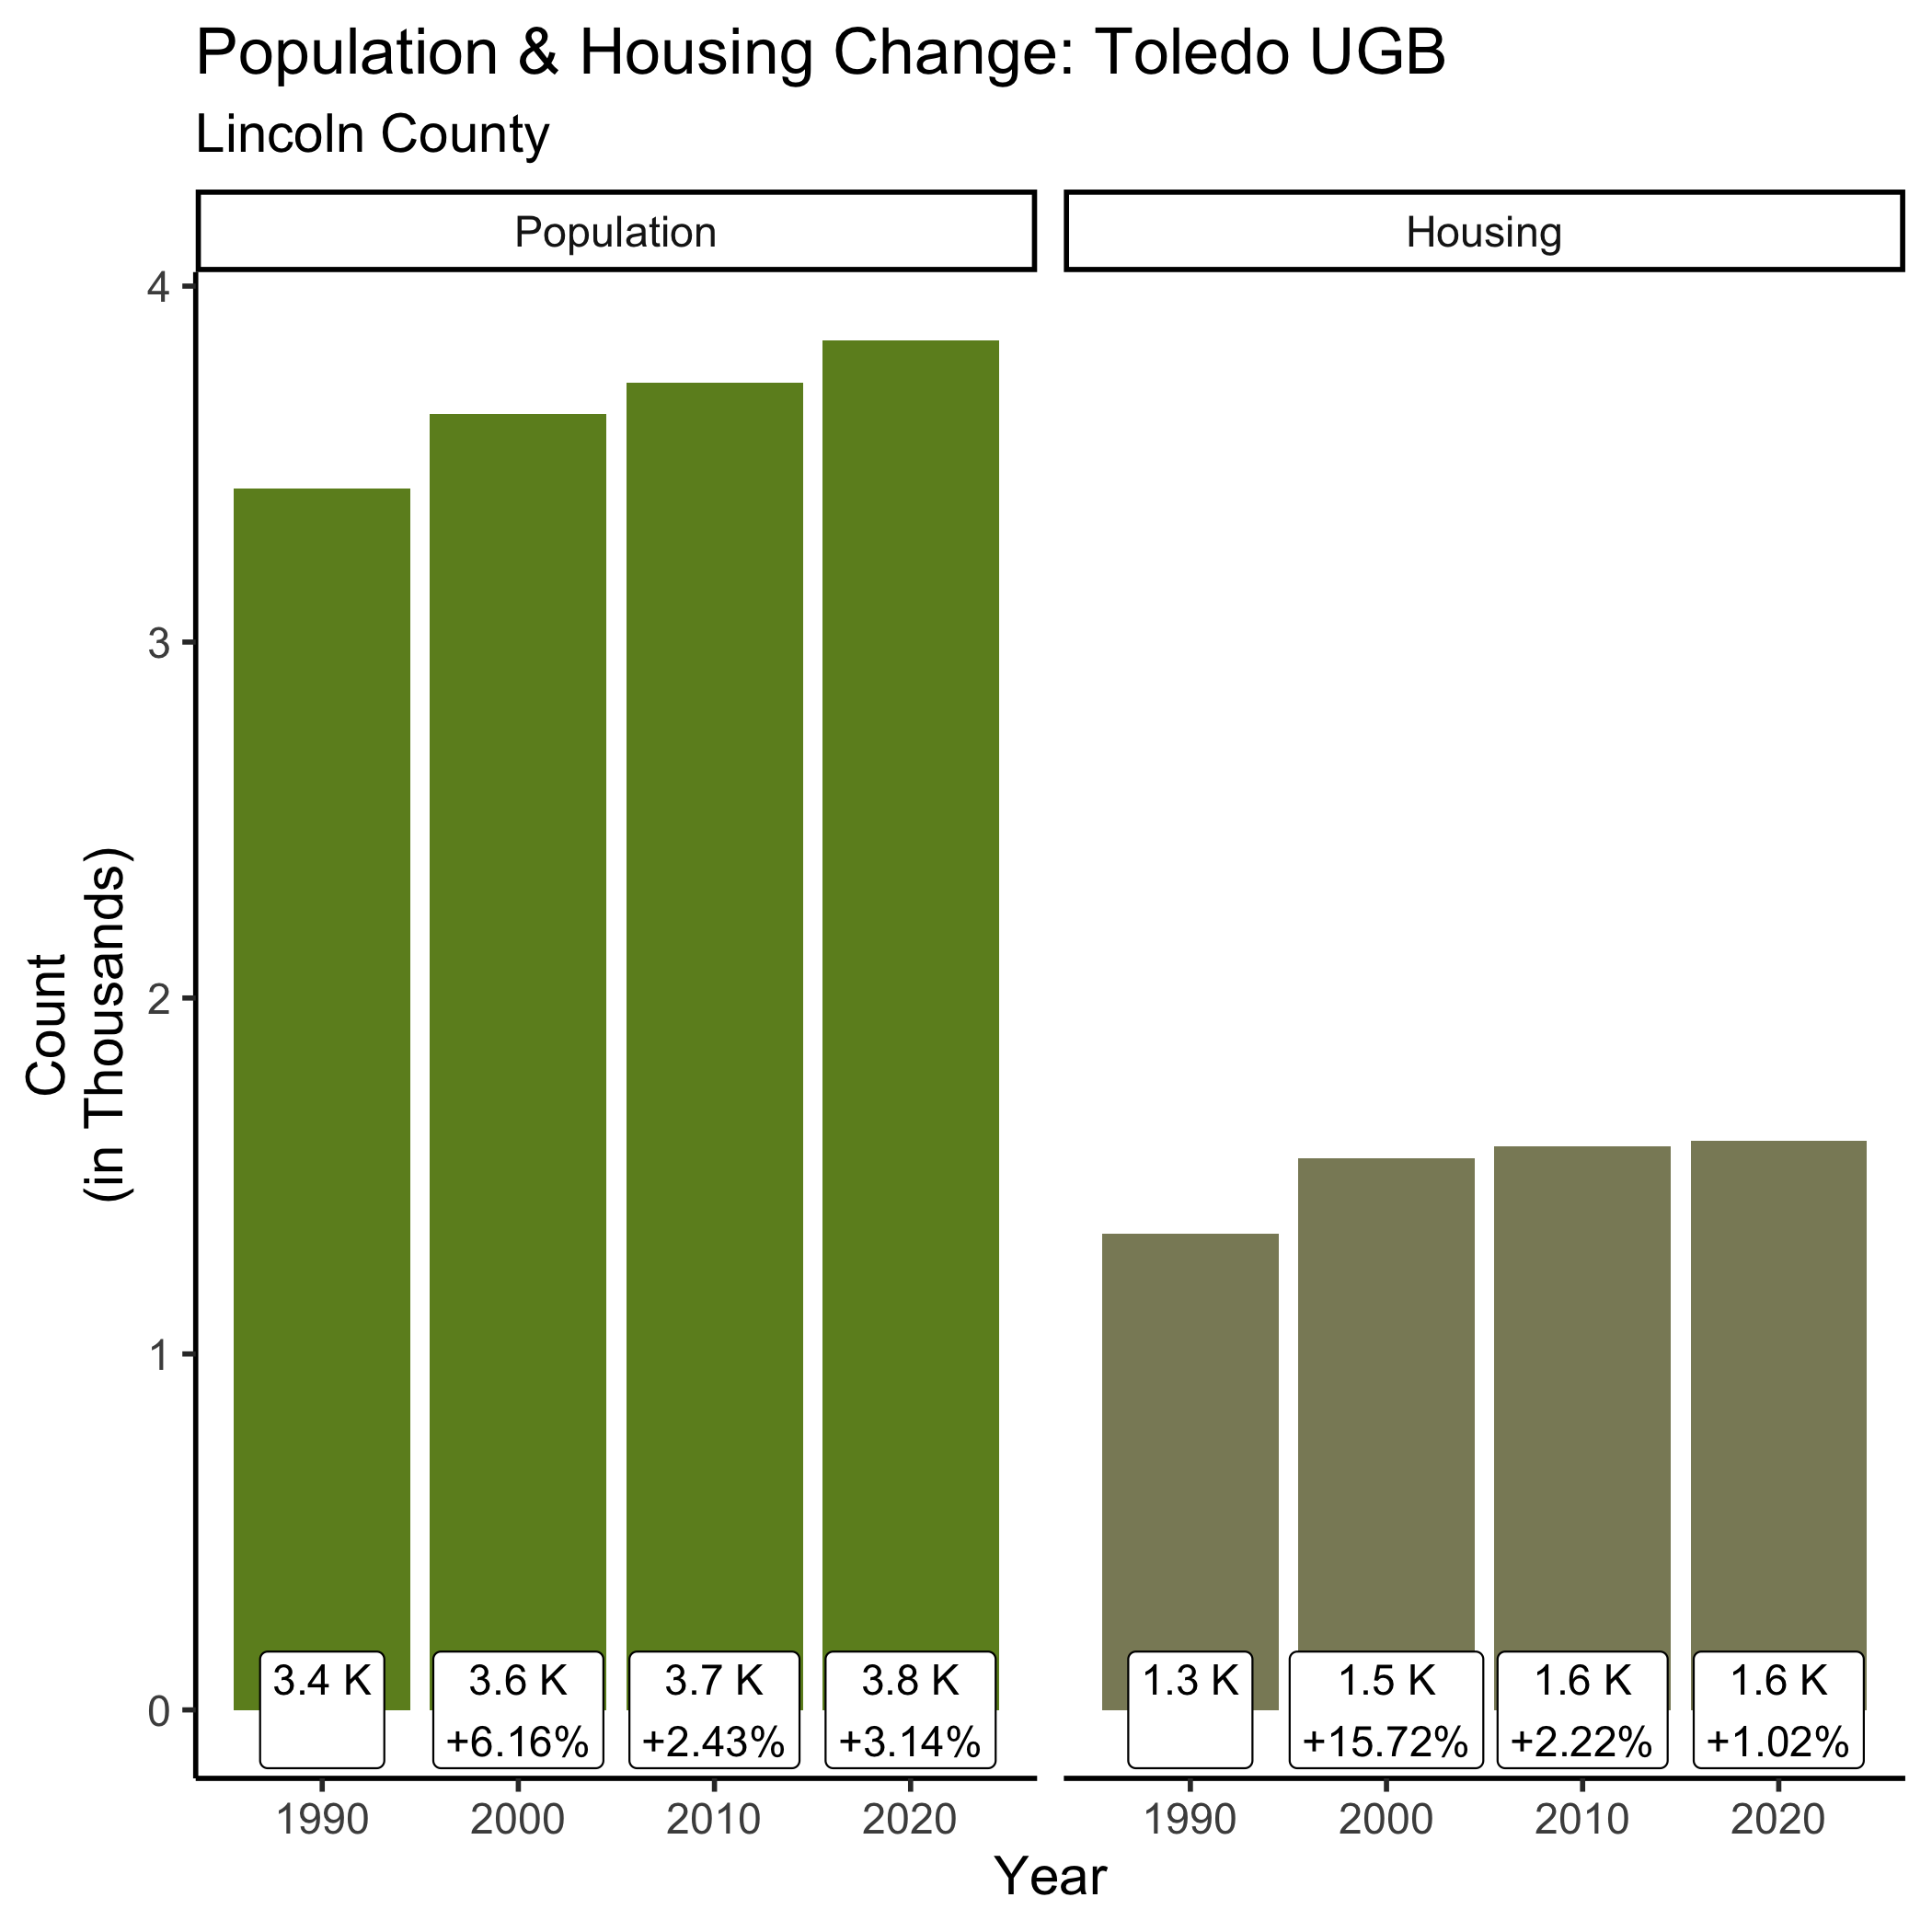 Population & Housing Change: Toledo UGB
Lincoln County
Population
Housing
Count
(in Thousands)
4
3
2
1
0
3.4 K
3.6 K
+6.16%
3.7 K
+2.43%
3.8 K
+3.14%
1.3 K
1.5 K
+15.72%
1.6 K
+2.22%
1.6 K
+1.02%
1990
2000
2010
2020
1990
2000
2010
2020
Year